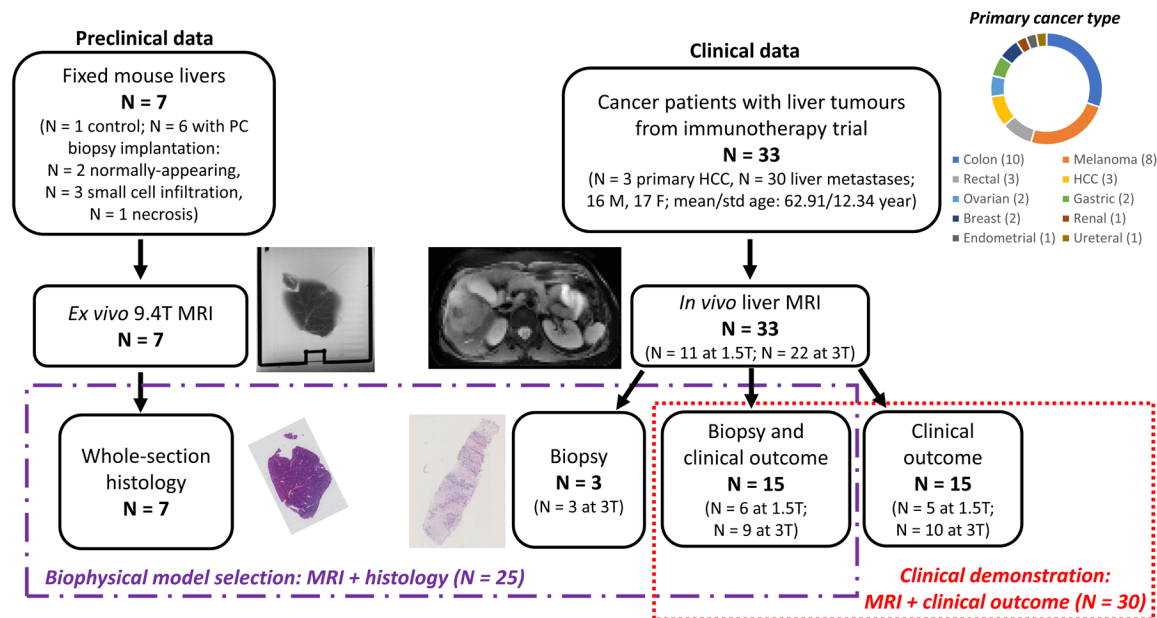 Preclinical data
Fixed mouse livers
N = 7
(N = 1 control; N = 6 with PC
biopsy implantation:
N = 2 normally-appearing,
N = 3 small cell infiltration,
N = 1 necrosis)
Clinical data
Cancer patients with liver tumours
from immunotherapy trial
N = 33
(N = 3 primary HCC, N = 30 liver metastases;
16 M, 17 F; mean/std age: 62.91/12.34 year)
Primary cancer type
Colon (10)
Melanoma (8)
Rectal (3)
HCC (3)
Ovarian (2)
Gastric (2)
Breast (2)
Renal (1)
Endometrial (1)
Ureteral (1)
Ex vivo 9.4T MRI
N = 7
In vivo liver MRI
N = 33
(N = 11 at 1.5T; N = 22 at 3T)
Whole-section
histology
N = 7
Biopsy
N = 3
(N = 3 at 3T)
Biopsy and
clinical outcome
N = 15
(N = 6 at 1.5T;
N = 9 at 3T)
Clinical
outcome
N = 15
(N = 5 at 1.5T;
N = 10 at 3T)
Biophysical model selection: MRI + histology (N = 25)
Clinical demonstration:
MRI + clinical outcome (N = 30)